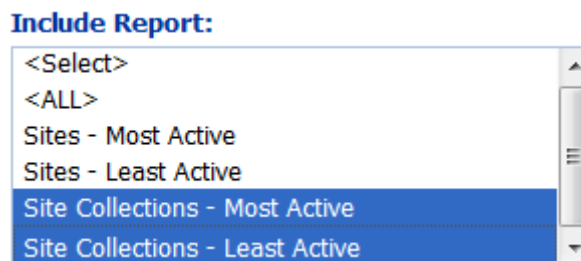 Include Report:
<Select>
<ALL>
Sites - Most Active
Sites - Least Active
Site Collections - Most Active
Site Collections - Least Active